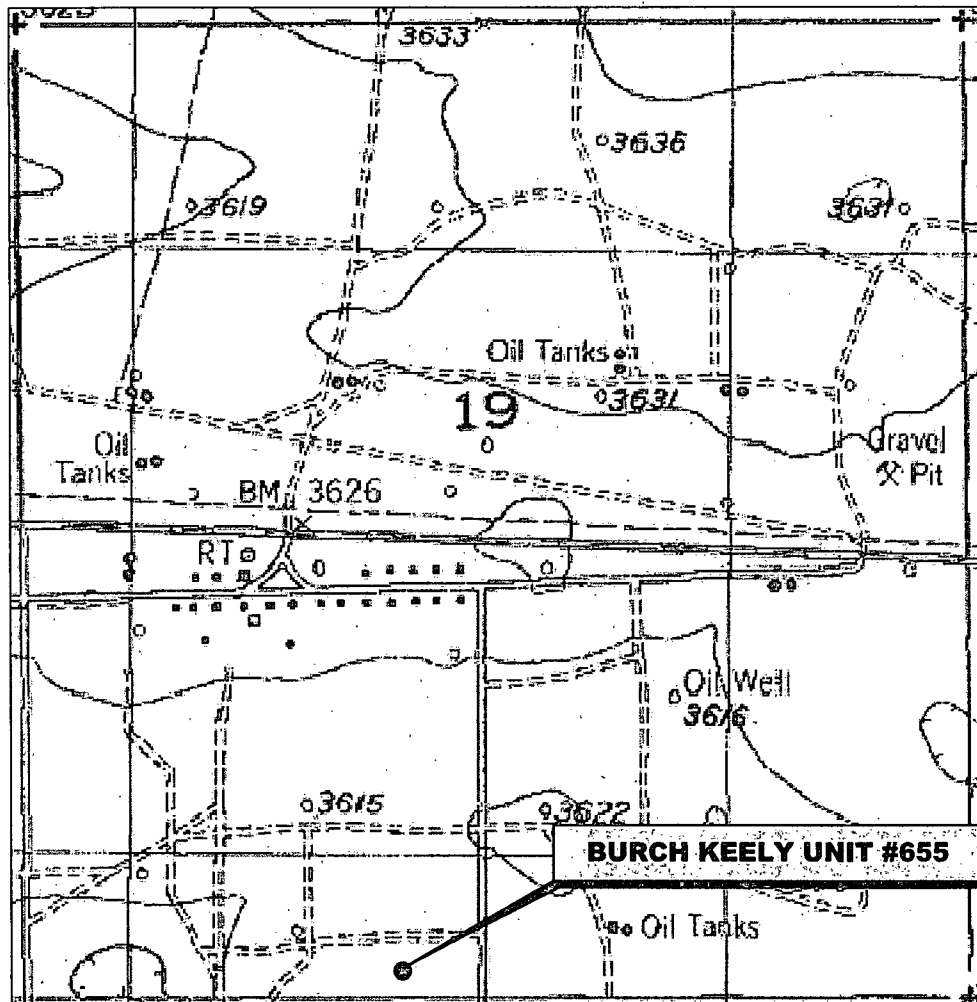 3633
3636
3619
3631
Oil Tanks
3631
19
Oil
Tanks
Gravel
Pit
BM 3626
RT
Oil Well
3616
3615
3622
BURCH KEELY UNIT #655
Oil Tanks